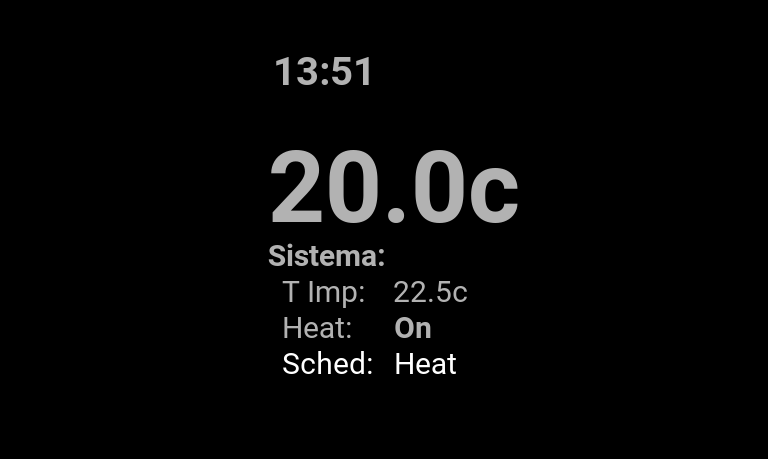 13:51
20.0c
Sistema:
T Imp: 22.5c
Heat: On
Sched: Heat